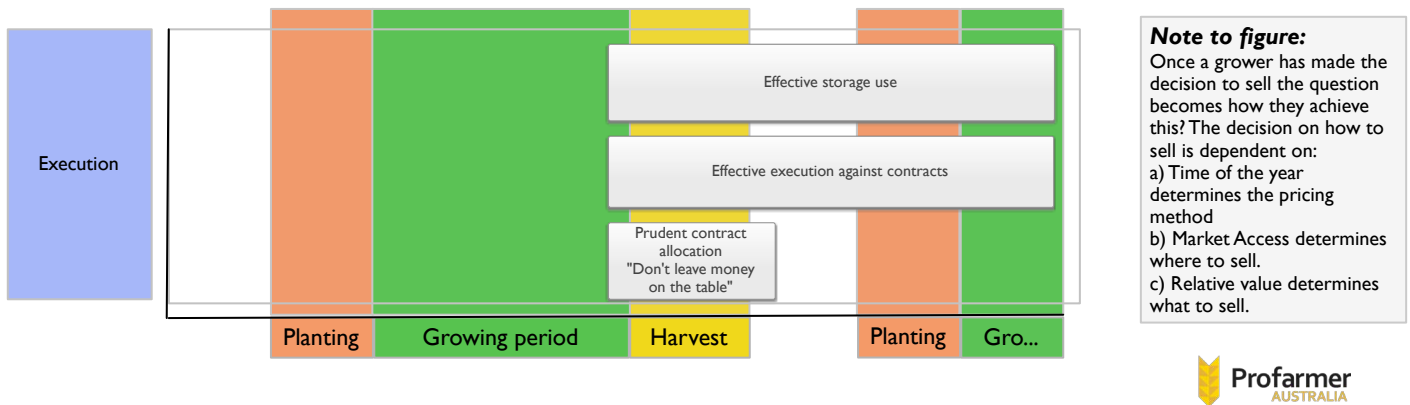 Execution
Effective storage use
Effective execution against contracts
Prudent contract
allocation
"Don't leave money
on the table"
Planting
Growing period
Harvest
Planting
Gro...
Note to figure:
Once a grower has made the
decision to sell the question
becomes how they achieve
this? The decision on how to
sell is dependent on:
a) Time of the year
determines the pricing
method
b) Market Access determines
where to sell.
c) Relative value determines
what to sell.
Profarmer
AUSTRALIA